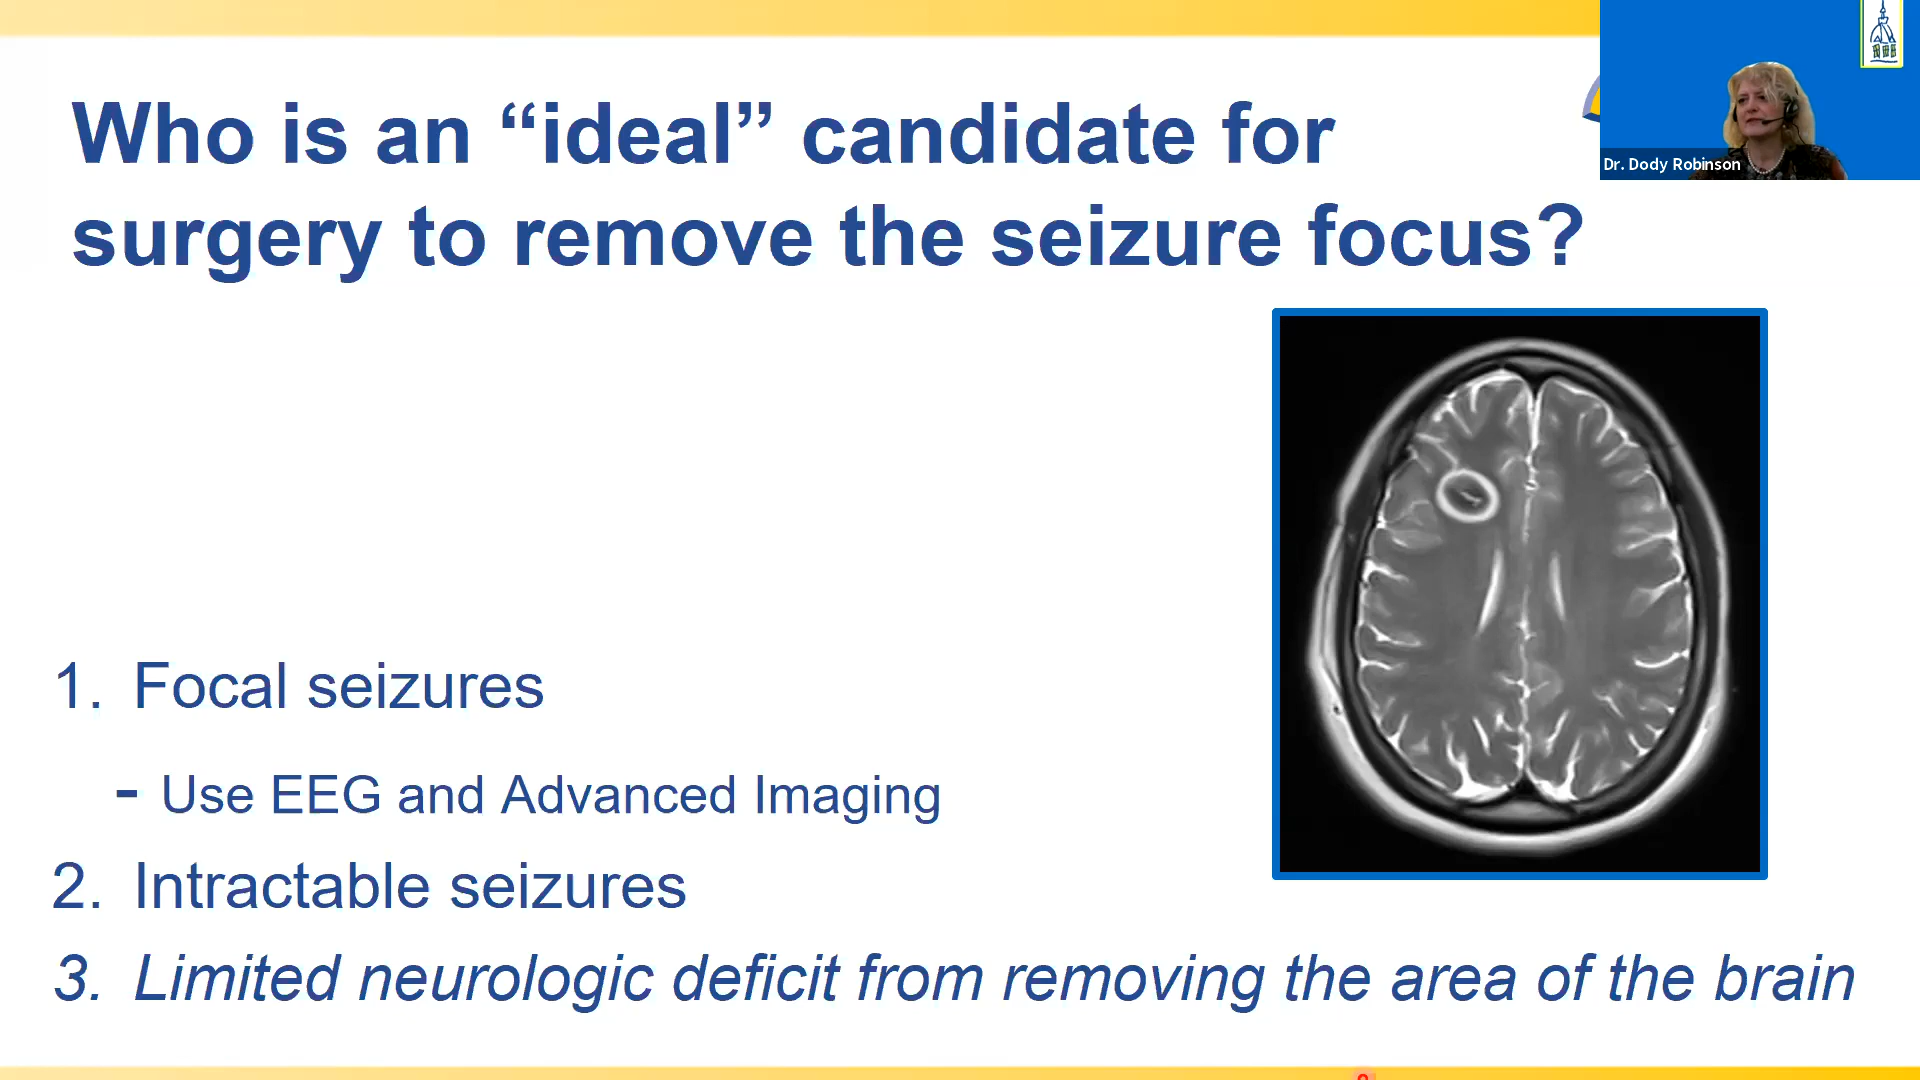 Who is an “ideal” candidate for
surgery to remove the seizure focus?
Dr. Dody Robinson
1. Focal seizures
- Use EEG and Advanced Imaging
2. Intractable seizures
3. Limited neurologic deficit from removing the area of the brain